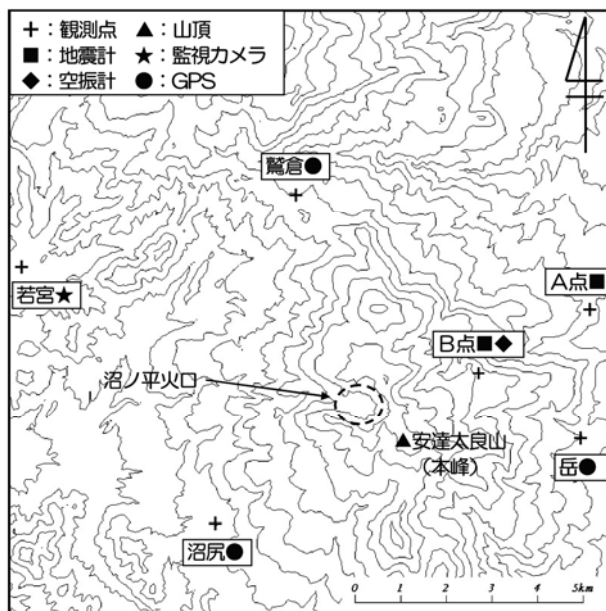 ＋：観測点 ▲：山頂
■：地震計 ★：監視カメラ
◆：空振計 ●：GPS
鷲倉●
若宮★
A点■
B点■◆
沼ノ平火口
▲安達太良山
（本峰）
岳●
沼尻●
0 1 2 3 4 5km